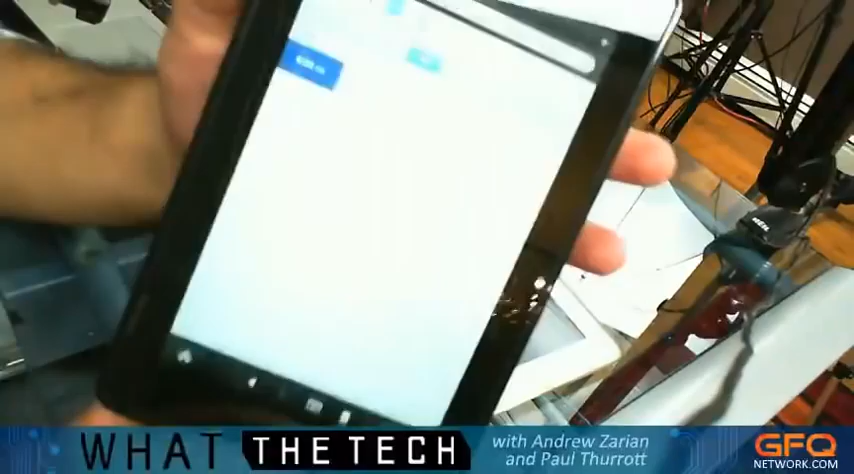 WHAT THE TECH
with Andrew Zarian
and Paul Thurrott
GFQ
NETWORK.COM